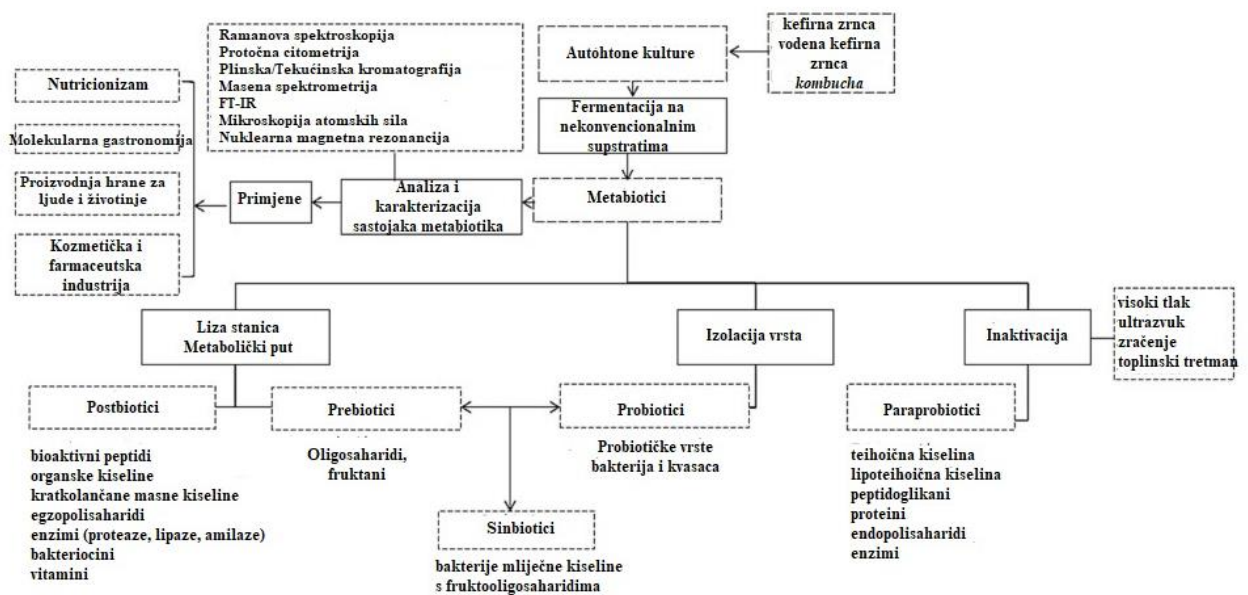 Ramanova spektroskopija
Protočna citometrija
Plinska/Tekućinska kromatografija
Masena spektrometrija
FT-IR
Mikroskopija atomskih sila
Nuklearna magnetna rezonancija
Autohtone kulture
kefirna zrnca
vodena kefirna
zrnca
kombucha
Nutricionizam
Molekularna gastronomija
Proizvodnja hrane za
ljude i životinje
Kozmetička i
farmaceutska
industrija
Primjene
Analiza i
karakterizacija
sastojaka metabiotika
Fermentacija na
nekonvencionalnim
supstratima
Metabiotici
Liza stanica
Metabolički put
Izolacija vrsta
Inaktivacija
visoki tlak
ultrazvuk
zračenje
toplinski tretman
Postbiotici
Prebiotici
Probiotici
Paraprobiotici
bioaktivni peptidi
organske kiseline
kratkolančane masne kiseline
egzopolisaharidi
enzimi (proteaze, lipaze, amilaze)
bakteriocini
vitamini
Oligosaharidi,
fruktani
Probiotičke vrste
bakterija i kvasaca
teihoična kiselina
lipoteihoična kiselina
peptidoglikani
proteini
endopolisaharidi
enzimi
Sinbiotici
bakterije mliječne kiseline
s fruktooligosaharidima